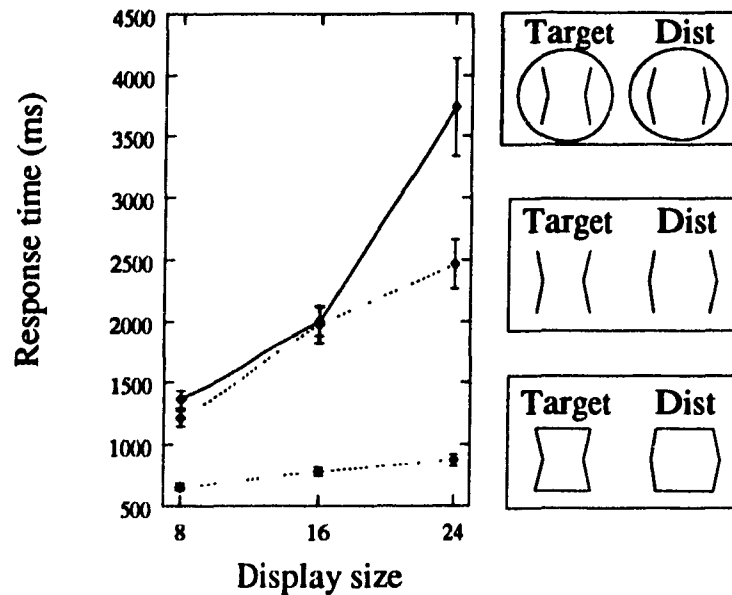 Response time (ms)
4500
4000
3500
3000
2500
2000
1500
1000
500
8 16 24
Display size
Target Dist
Target Dist
Target Dist